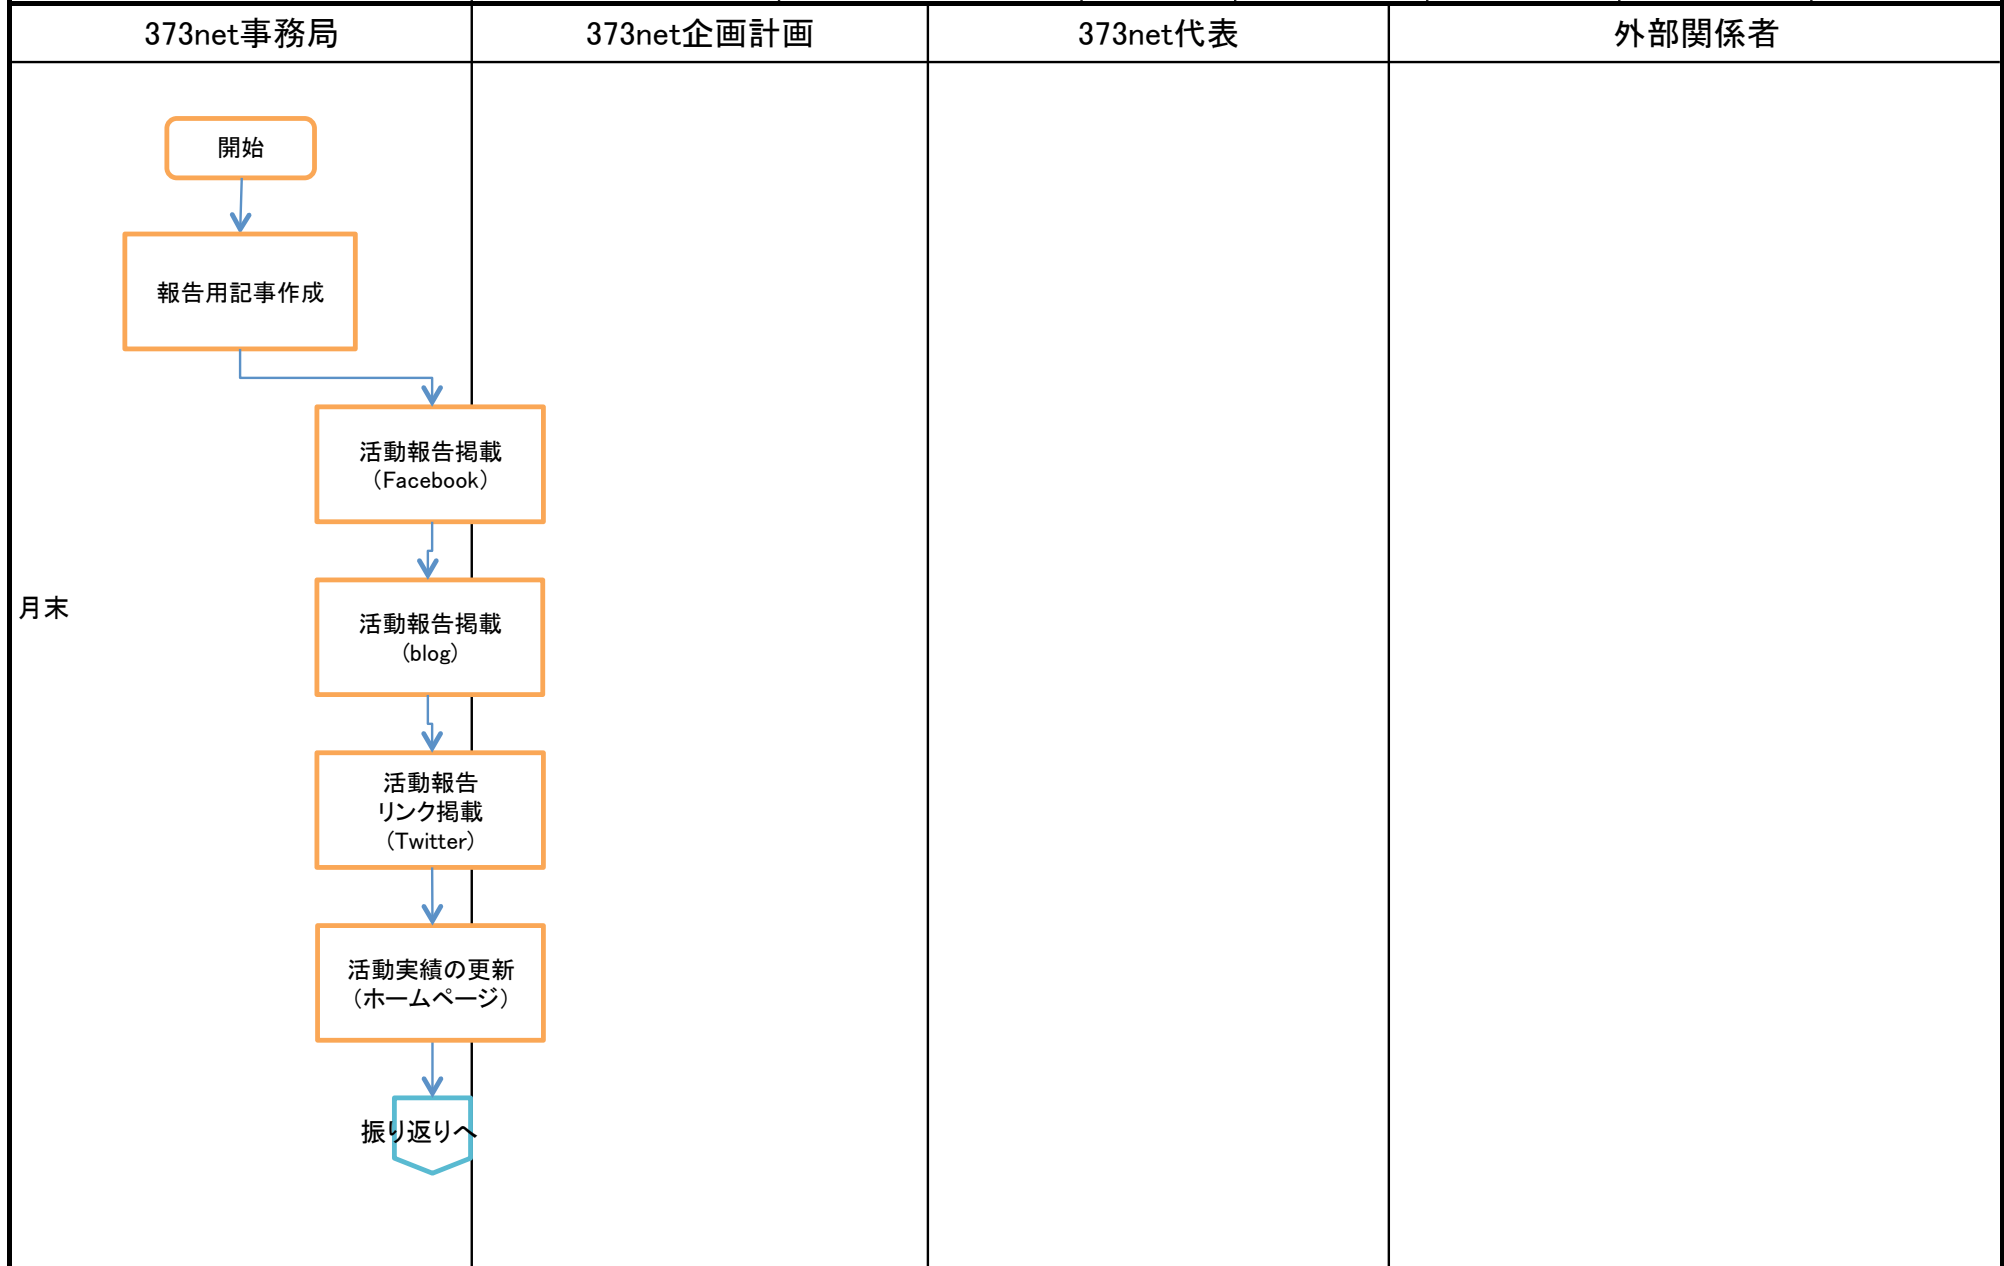 373net事務局
373net企画計画
373net代表
外部関係者
開始
報告用記事作成
活動報告掲載
（Facebook）
月末
活動報告掲載
（blog）
活動報告
リンク掲載
（Twitter）
活動実績の更新
（ホームページ）
振り返りへ